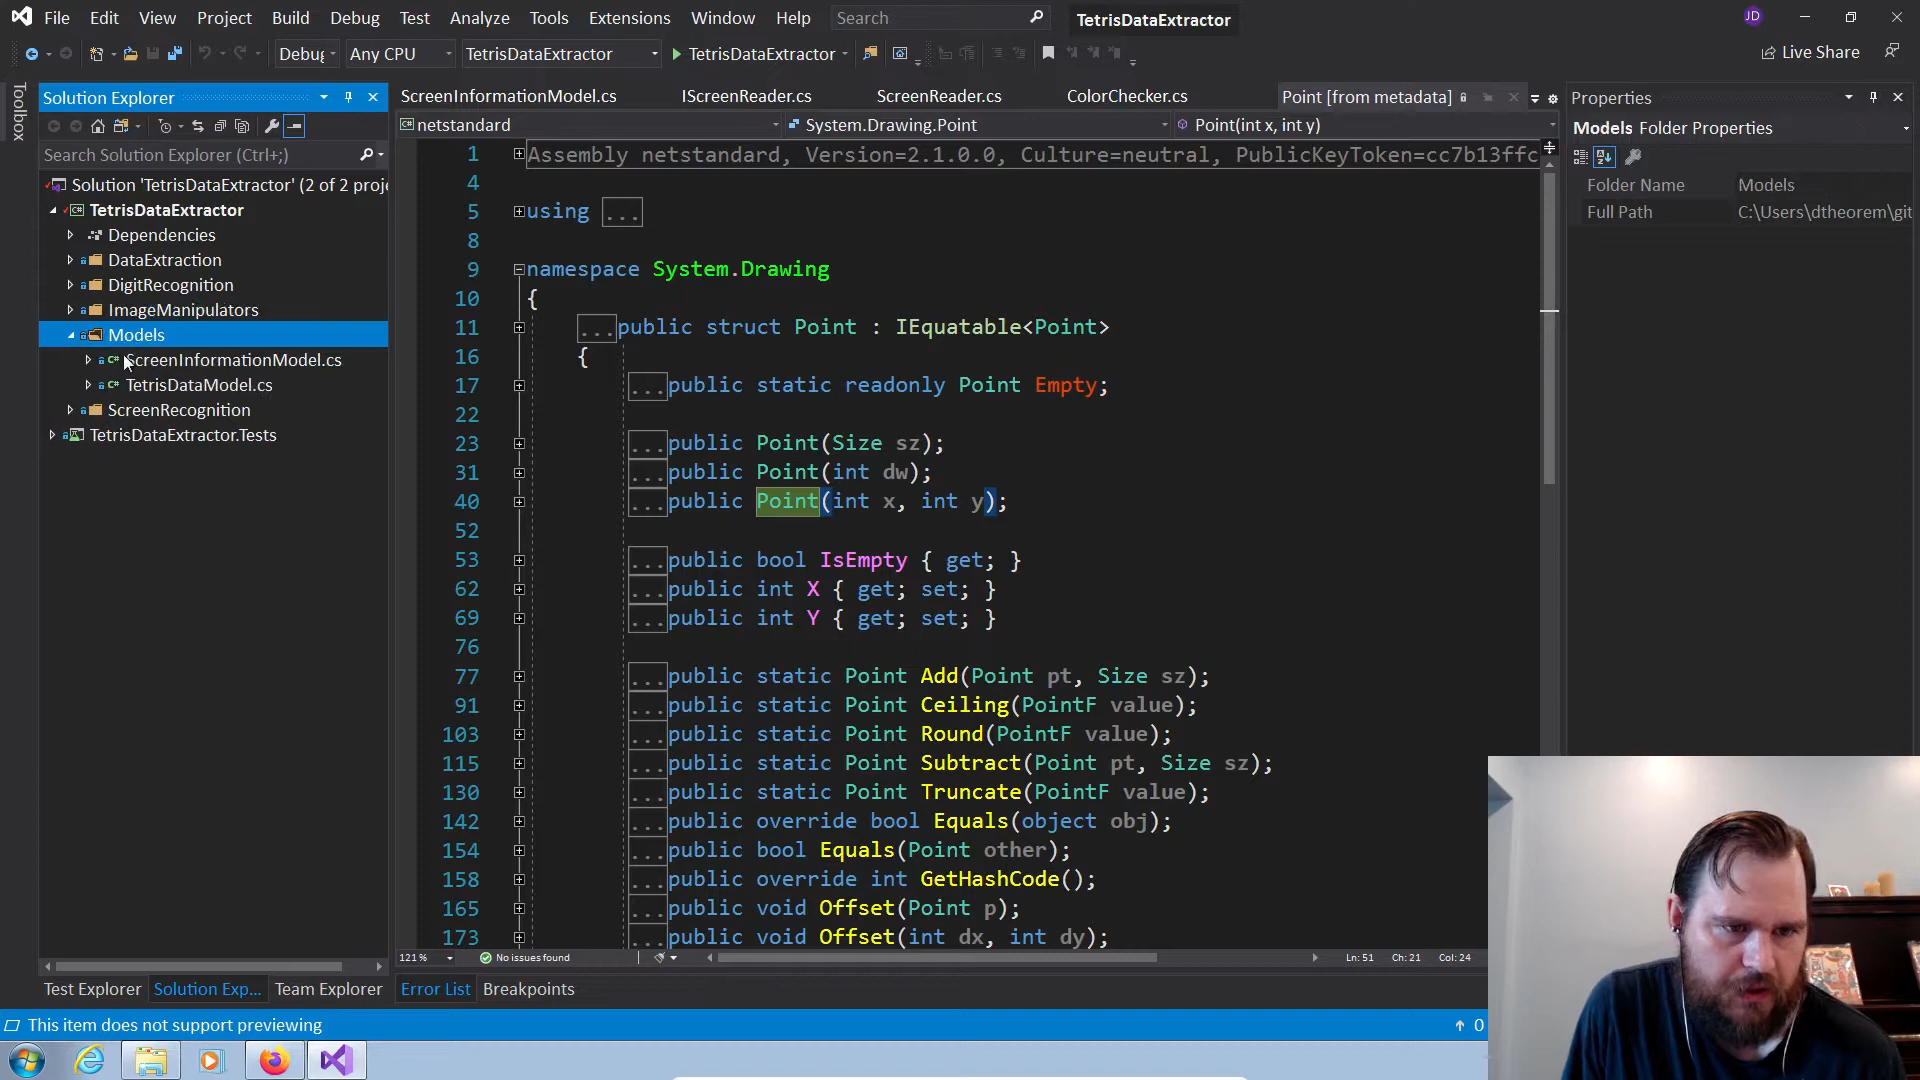 File Edit View Project Build Debug Test Analyze Tools Extensions Window Help Search TetrisDataExtractor JD
Debug Any CPU TetrisDataExtractor TetrisDataExtractor Live Share
Toolbox
Solution Explorer
Search Solution Explorer (Ctrl+;)
Solution 'TetrisDataExtractor' (2 of 2 proje
TetrisDataExtractor
Dependencies
DataExtraction
DigitRecognition
ImageManipulators
Models
ScreenInformationModel.cs
TetrisDataModel.cs
ScreenRecognition
TetrisDataExtractor.Tests
Test Explorer Solution Exp... Team Explorer
ScreenInformationModel.cs IScreenReader.cs ScreenReader.cs ColorChecker.cs Point [from metadata]
netstandard System.Drawing.Point Point(int x, int y)
1 Assembly netstandard, Version=2.1.0.0, Culture=neutral, PublicKeyToken=cc7b13ffc
4
5 using ...
8
9 namespace System.Drawing
10 {
11 ...public struct Point : IEquatable<Point>
16 {
17 ...public static readonly Point Empty;
22
23 ...public Point(Size sz);
31 ...public Point(int dw);
40 ...public Point(int x, int y);
52
53 ...public bool IsEmpty { get; }
62 ...public int X { get; set; }
69 ...public int Y { get; set; }
76
77 ...public static Point Add(Point pt, Size sz);
91 ...public static Point Ceiling(PointF value);
103 ...public static Point Round(PointF value);
115 ...public static Point Subtract(Point pt, Size sz);
130 ...public static Point Truncate(PointF value);
142 ...public override bool Equals(object obj);
154 ...public bool Equals(Point other);
158 ...public override int GetHashCode();
165 ...public void Offset(Point p);
173 ...public void Offset(int dx, int dy);
121 % No issues found Ln: 51 Ch: 21 Col: 24
Error List Breakpoints
Properties
Models Folder Properties
Folder Name Models
Full Path C:\Users\dtheorem\git
This item does not support previewing 0